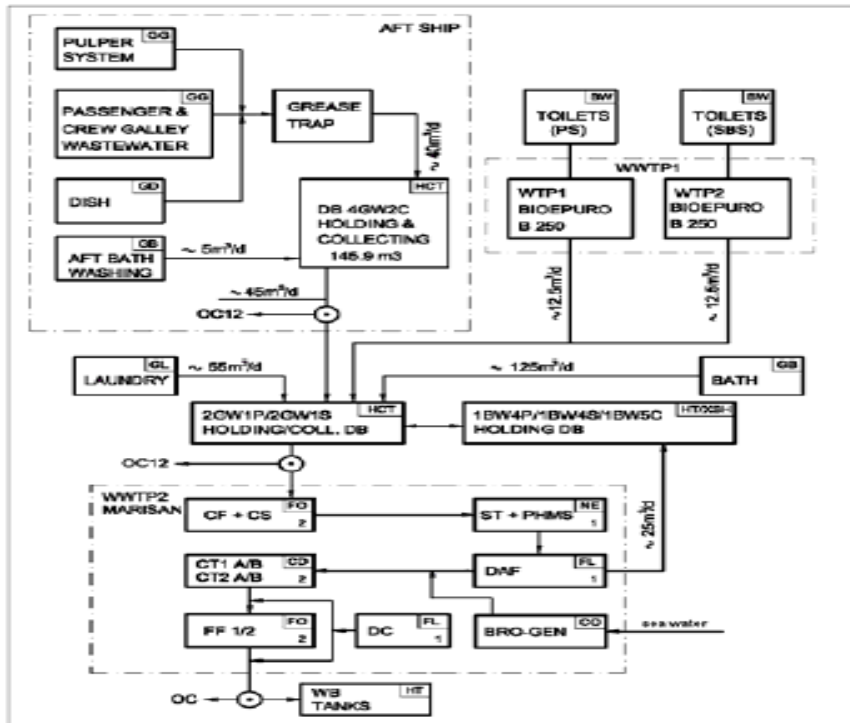 AFT SHIP
GG
PULPER
SYSTEM
GG
PASSENGER &
CREW GALLEY
WASTEWATER
GREASE
TRAP
~ 40m³/d
GD
DISH
HCT
DB 4GW2C
HOLDING &
COLLECTING
145.9 m3
GB
AFT BATH
WASHING
~ 5m³/d
~ 45m³/d
OC12
BW
TOILETS
(PS)
BW
TOILETS
(SBS)
WWTP1
WTP1
BIOEPURO
B 250
WTP2
BIOEPURO
B 250
~12.5m³/d
~ 12.5m³/d
GL
LAUNDRY
~ 55m³/d
~ 125m³/d
GB
BATH
HCT
2GW1P/2GW1S
HOLDING/COLL. DB
HT/XSH
1BW4P/1BW4S/1BW5C
HOLDING DB
OC12
WWTP2
MARISAN
FO
CF + CS
2
NE
ST + PHMS
1
~ 25m³/d
CD
CT1 A/B
CT2 A/B
2
FL
DAF
1
FO
FF 1/2
2
FL
DC
1
CO
BRO-GEN
sea water
OC
HT
WB
TANKS